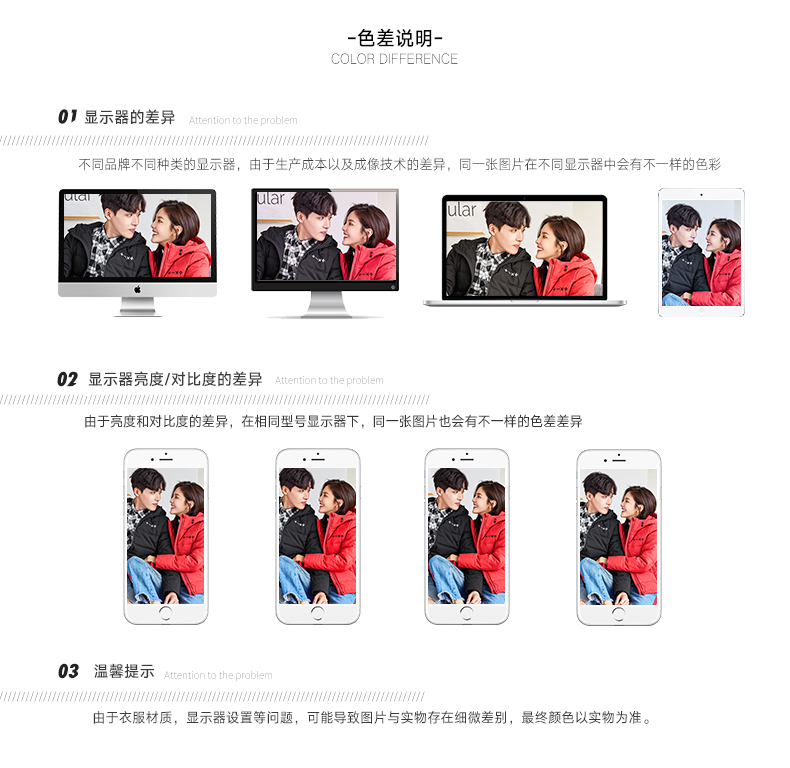 -色差说明-
COLOR DIFFERENCE
01 显示器的差异 Attention to the problem
不同品牌不同种类的显示器，由于生产成本以及成像技术的差异，同一张图片在不同显示器中会有不一样的色彩
ular
ular
ular
02 显示器亮度/对比度的差异 Attention to the problem
由于亮度和对比度的差异，在相同型号显示器下，同一张图片也会有不一样的色差差异
03 温馨提示 Attention to the problem
由于衣服材质，显示器设置等问题，可能导致图片与实物存在细微差别，最终颜色以实物为准。